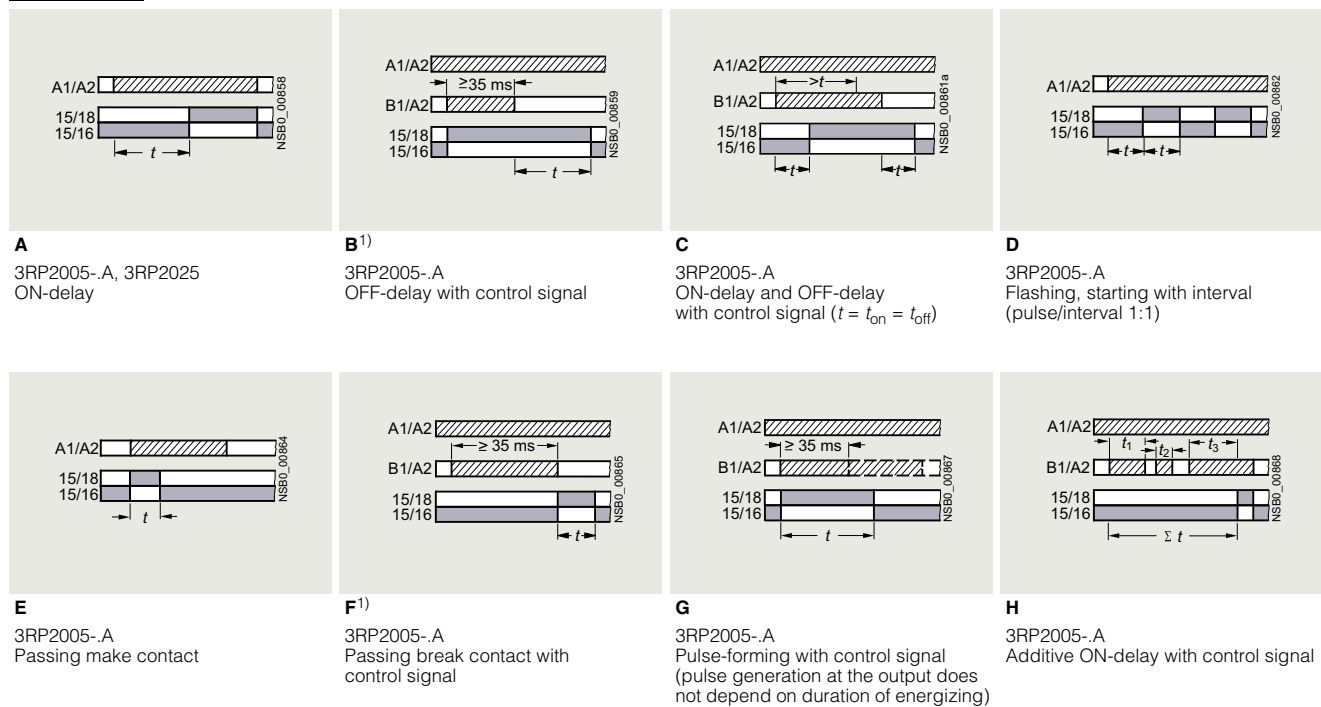 A1/A2
15/18
15/16
t
NSB0_00858
A
3RP2005-.A, 3RP2025
ON-delay
A1/A2
≥35 ms
B1/A2
15/18
15/16
t
NSB0_00859
B1)
3RP2005-.A
OFF-delay with control signal
A1/A2
>t
B1/A2
15/18
15/16
t t
NSB0_00861a
C
3RP2005-.A
ON-delay and OFF-delay
with control signal (t = ton = toff)
A1/A2
15/18
15/16
t t
NSB0_00862
D
3RP2005-.A
Flashing, starting with interval
(pulse/interval 1:1)
A1/A2
15/18
15/16
t
NSB0_00864
E
3RP2005-.A
Passing make contact
A1/A2
≥ 35 ms
B1/A2
15/18
15/16
t
NSB0_00865
F1)
3RP2005-.A
Passing break contact with
control signal
A1/A2
≥ 35 ms
B1/A2
15/18
15/16
t
NSB0_00867
G
3RP2005-.A
Pulse-forming with control signal
(pulse generation at the output does
not depend on duration of energizing)
A1/A2
t1 t2 t3
B1/A2
15/18
15/16
Σ t
NSB0_00868
H
3RP2005-.A
Additive ON-delay with control signal